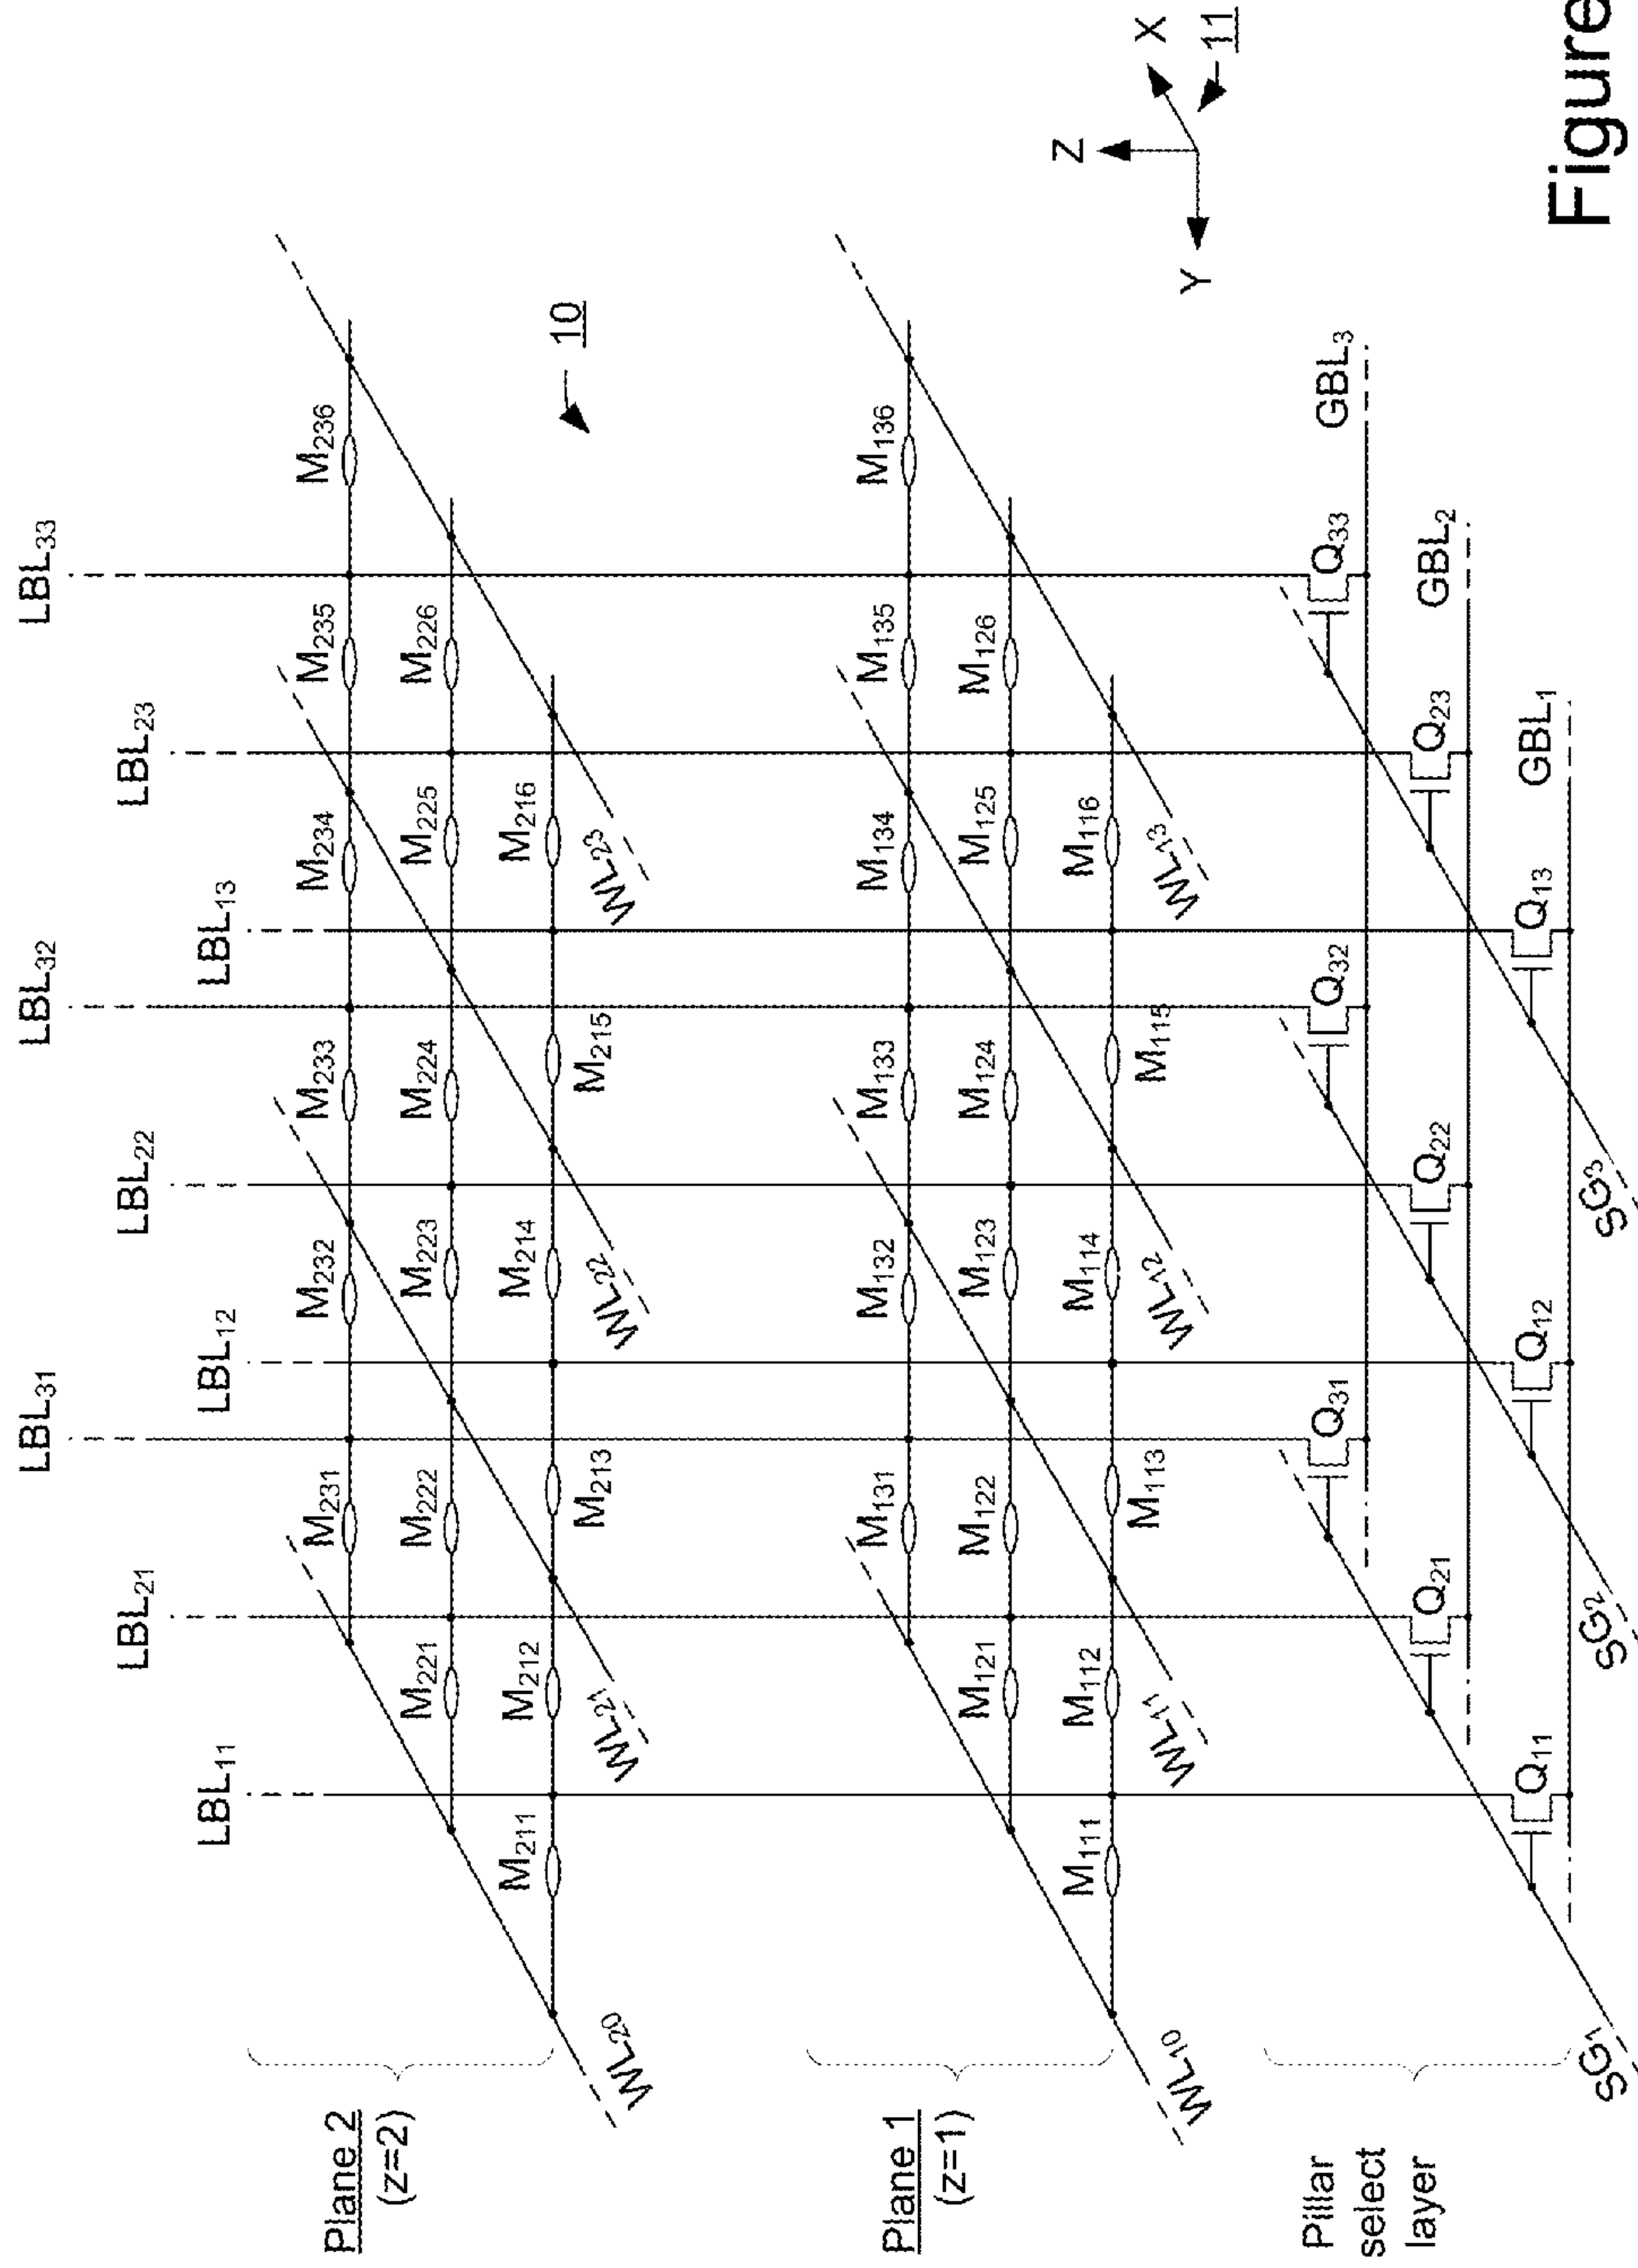 LBL31 LBL32 LBL33
LBL21 LBL22 LBL23
LBL11 LBL12 LBL13
Plane 2
(z=2)
M231 M232 M233 M234 M235 M236
M221 M222 M223 M224 M225 M226
M211 M212 M213 M214 M215 M216
WL20 WL21 WL22 WL23
10
Plane 1
(z=1)
M131 M132 M133 M134 M135 M136
M121 M122 M123 M124 M125 M126
M111 M112 M113 M114 M115 M116
WL10 WL11 WL12 WL13
Z
X
Y
11
Pillar
select
layer
Q31 Q32 Q33 GBL3
Q21 Q22 Q23 GBL2
Q11 Q12 Q13 GBL1
SG1 SG2 SG3
Figure